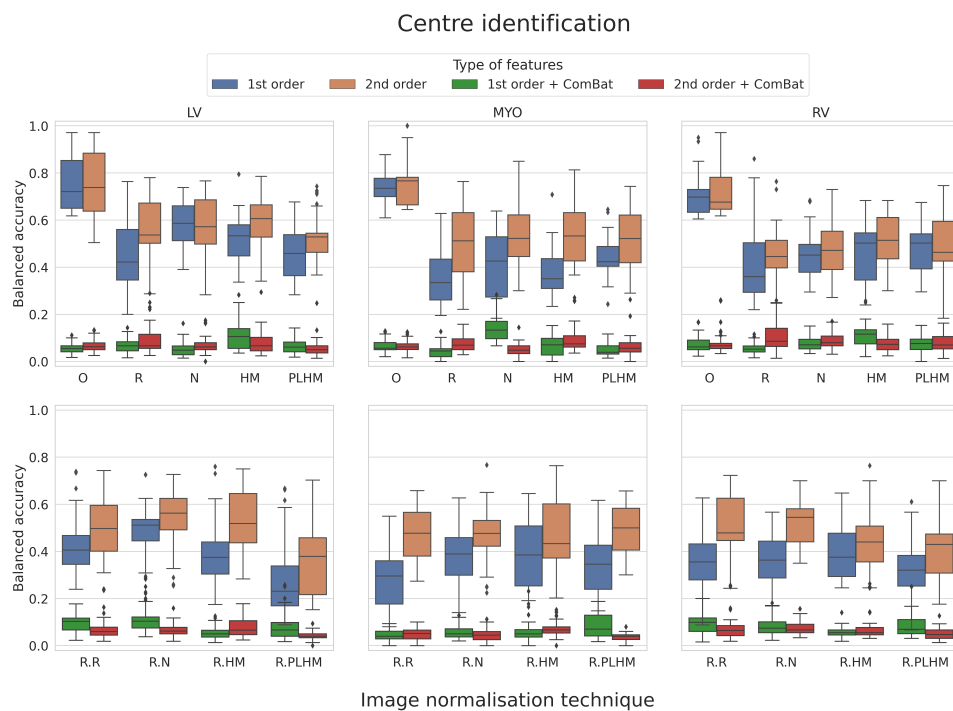 Centre identification
Type of features
1st order 2nd order 1st order + ComBat 2nd order + ComBat
LV MYO RV
Balanced accuracy
1.0
0.8
0.6
0.4
0.2
0.0
O R N HM PLHM O R N HM PLHM O R N HM PLHM
Balanced accuracy
1.0
0.8
0.6
0.4
0.2
0.0
R.R R.N R.HM R.PLHM R.R R.N R.HM R.PLHM R.R R.N R.HM R.PLHM
Image normalisation technique